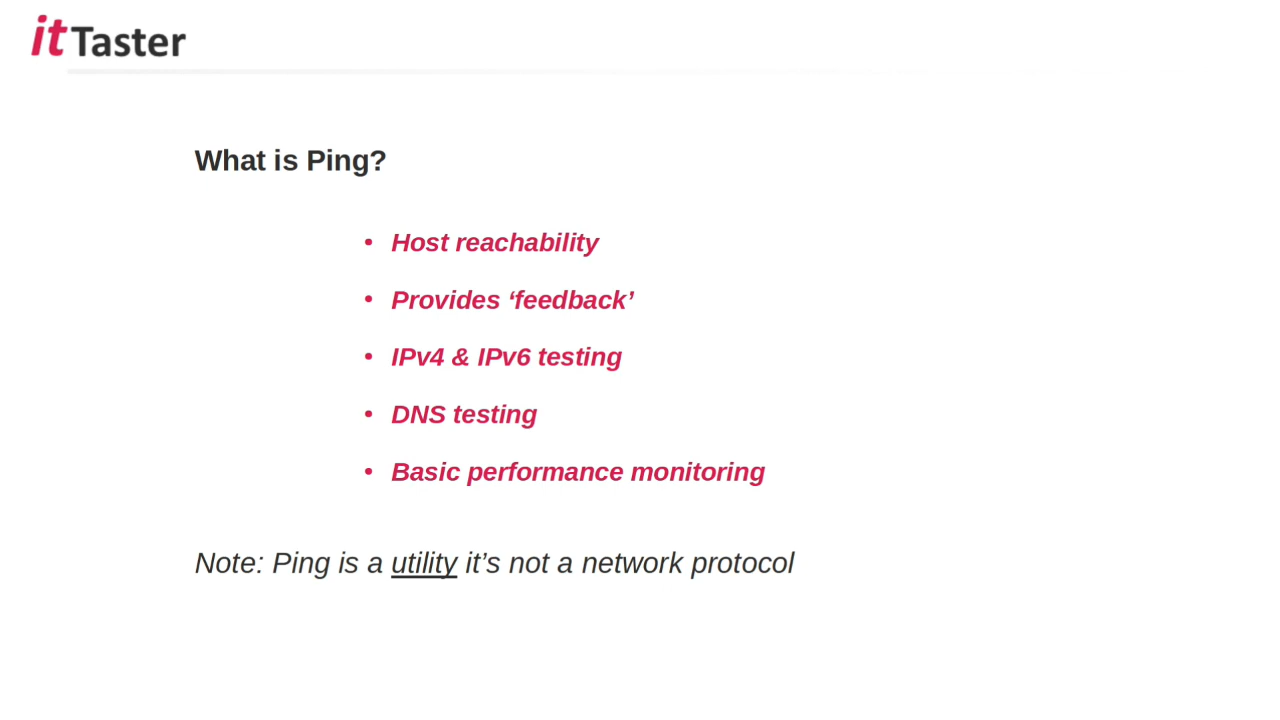 itTaster
What is Ping?
• Host reachability
• Provides ‘feedback’
• IPv4 & IPv6 testing
• DNS testing
• Basic performance monitoring
Note: Ping is a utility it’s not a network protocol